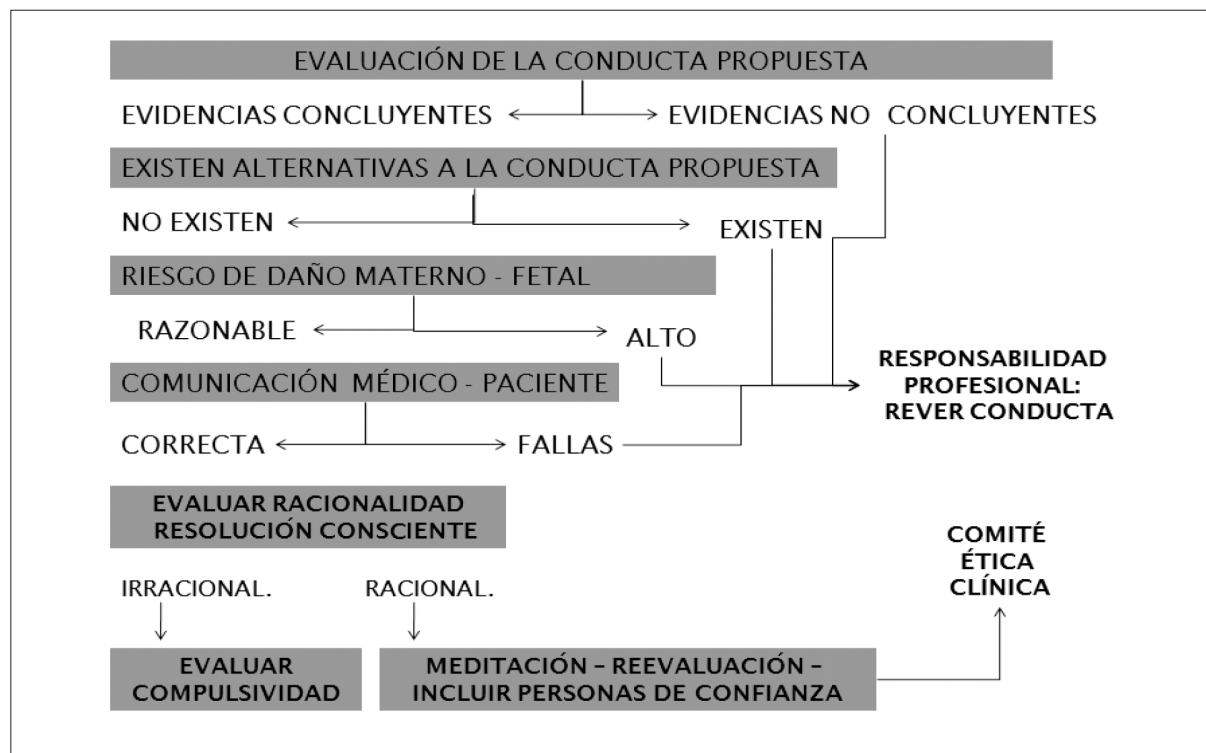 EVALUACIÓN DE LA CONDUCTA PROPUESTA
EVIDENCIAS CONCLUYENTES
EVIDENCIAS NO CONCLUYENTES
EXISTEN ALTERNATIVAS A LA CONDUCTA PROPUESTA
NO EXISTEN
EXISTEN
RIESGO DE DAÑO MATERNO - FETAL
RAZONABLE
ALTO
RESPONSABILIDAD
PROFESIONAL:
REVER CONDUCTA
COMUNICACIÓN MÉDICO - PACIENTE
CORRECTA
FALLAS
EVALUAR RACIONALIDAD
RESOLUCIÓN CONSCIENTE
COMITÉ
ÉTICA
CLÍNICA
IRRACIONAL.
RACIONAL.
EVALUAR
COMPULSIVIDAD
MEDITACIÓN – REEVALUACIÓN –
INCLUIR PERSONAS DE CONFIANZA